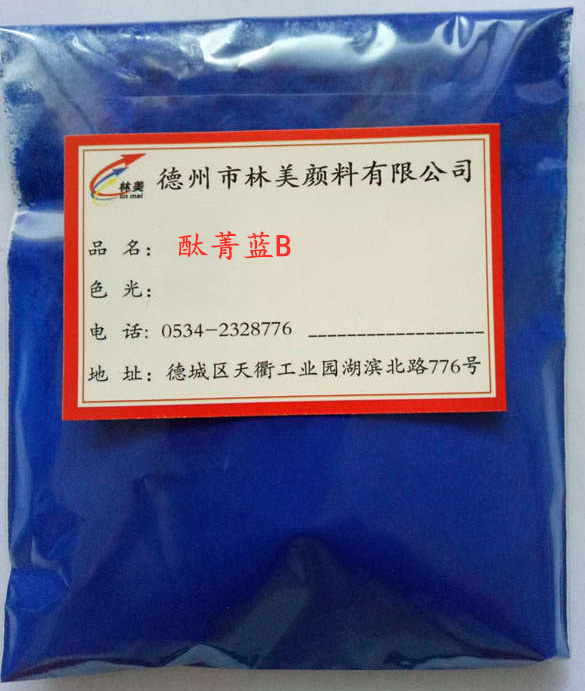 林美
lin mei
德州市林美颜料有限公司
品 名： 酞菁蓝B
色 光：
电 话: 0534-2328776
地 址：德城区天衢工业园湖滨北路776号